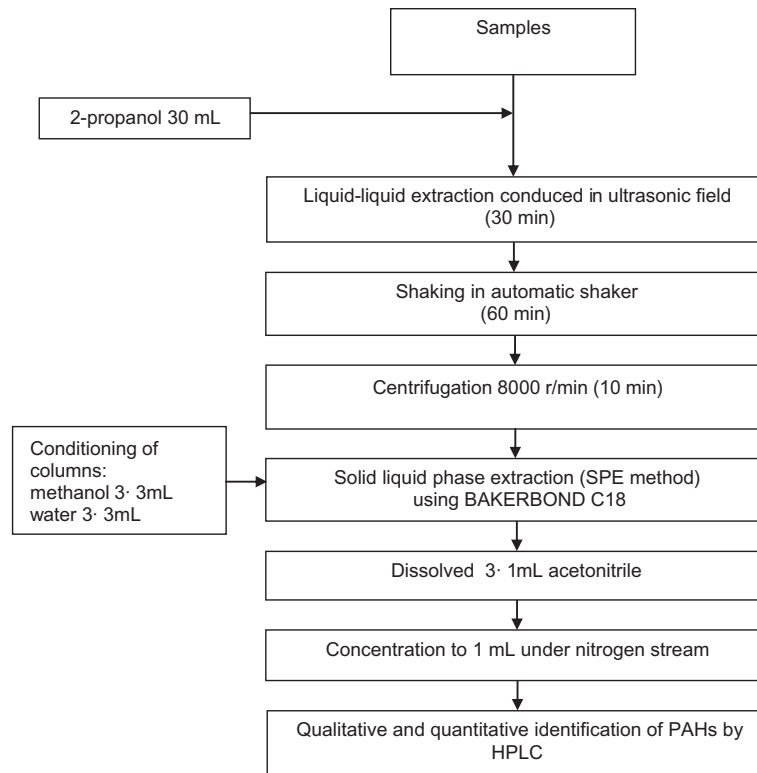 Samples
2-propanol 30 mL
Liquid-liquid extraction conduced in ultrasonic field
(30 min)
Shaking in automatic shaker
(60 min)
Centrifugation 8000 r/min (10 min)
Conditioning of
columns:
methanol 3· 3mL
water 3· 3mL
Solid liquid phase extraction (SPE method)
using BAKERBOND C18
Dissolved 3· 1mL acetonitrile
Concentration to 1 mL under nitrogen stream
Qualitative and quantitative identification of PAHs by
HPLC